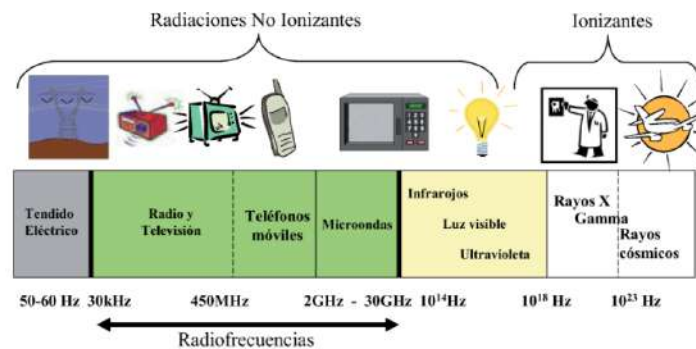 Radiaciones No Ionizantes
Ionizantes
Tendido
Eléctrico
Radio y
Televisión
Teléfonos
móviles
Microondas
Infrarojos
Luz visible
Ultravioleta
Rayos X
Gamma
Rayos
cósmicos
50-60 Hz 30kHz 450MHz 2GHz - 30GHz 10¹⁴Hz 10¹⁸ Hz 10²³ Hz
Radiofrecuencias